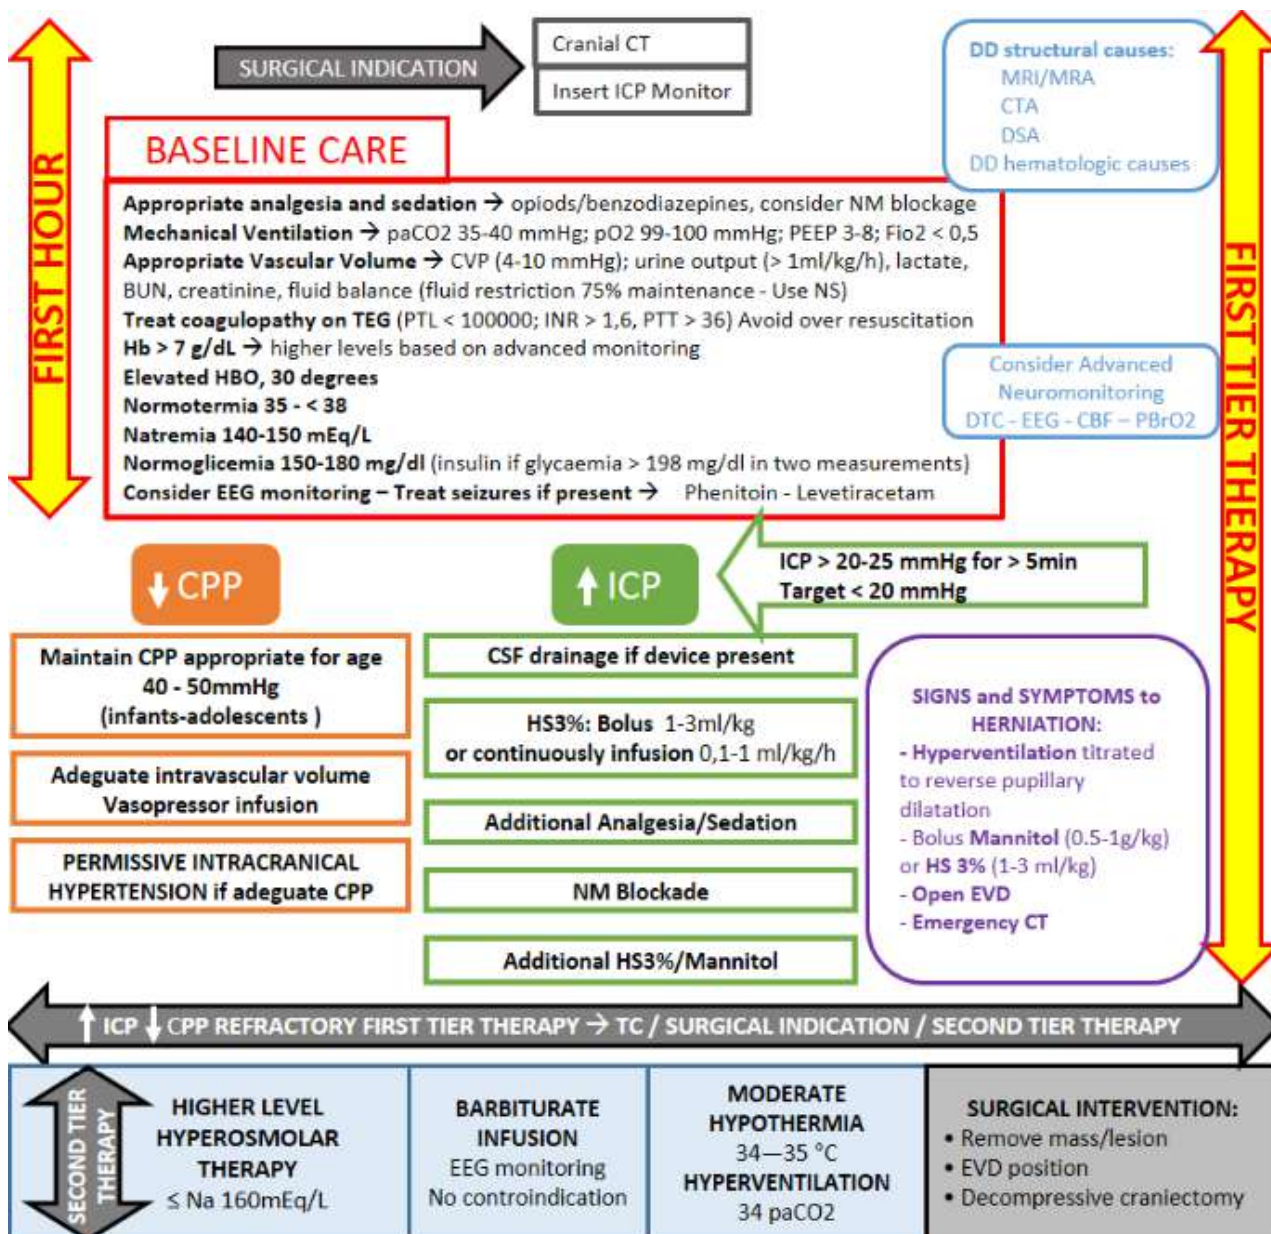 SURGICAL INDICATION
Cranial CT
Insert ICP Monitor
DD structural causes:
MRI/MRA
CTA
DSA
DD hematologic causes
FIRST HOUR
BASELINE CARE
Appropriate analgesia and sedation → opiods/benzodiazepines, consider NM blockage
Mechanical Ventilation → paCO2 35-40 mmHg; pO2 99-100 mmHg; PEEP 3-8; Fio2 < 0,5
Appropriate Vascular Volume → CVP (4-10 mmHg); urine output (> 1ml/kg/h), lactate,
BUN, creatinine, fluid balance (fluid restriction 75% maintenance - Use NS)
Treat coagulopathy on TEG (PTL < 100000; INR > 1,6, PTT > 36) Avoid over resuscitation
Hb > 7 g/dL → higher levels based on advanced monitoring
Elevated HBO, 30 degrees
Normotermia 35 - < 38
Natremia 140-150 mEq/L
Normoglicemia 150-180 mg/dl (insulin if glycaemia > 198 mg/dl in two measurements)
Consider EEG monitoring – Treat seizures if present → Phenitoin - Levetiracetam
Consider Advanced
Neuromonitoring
DTC - EEG - CBF – PBrO2
FIRST TIER THERAPY
↓ CPP
↑ ICP
ICP > 20-25 mmHg for > 5min
Target < 20 mmHg
Maintain CPP appropriate for age
40 - 50mmHg
(infants-adolescents )
Adeguate intravascular volume
Vasopressor infusion
PERMISSIVE INTRACRANICAL
HYPERTENSION if adeguate CPP
CSF drainage if device present
HS3%: Bolus 1-3ml/kg
or continuously infusion 0,1-1 ml/kg/h
Additional Analgesia/Sedation
NM Blockade
Additional HS3%/Mannitol
SIGNS and SYMPTOMS to
HERNIATION:
- Hyperventilation titrated
to reverse pupillary
dilatation
- Bolus Mannitol (0.5-1g/kg)
or HS 3% (1-3 ml/kg)
- Open EVD
- Emergency CT
↑ ICP ↓ CPP REFRACTORY FIRST TIER THERAPY → TC / SURGICAL INDICATION / SECOND TIER THERAPY
SECOND TIER
THERAPY
HIGHER LEVEL
HYPEROSMOLAR
THERAPY
≤ Na 160mEq/L
BARBITURATE
INFUSION
EEG monitoring
No controindication
MODERATE
HYPOTHERMIA
34—35 °C
HYPERVENTILATION
34 paCO2
SURGICAL INTERVENTION:
• Remove mass/lesion
• EVD position
• Decompressive craniectomy